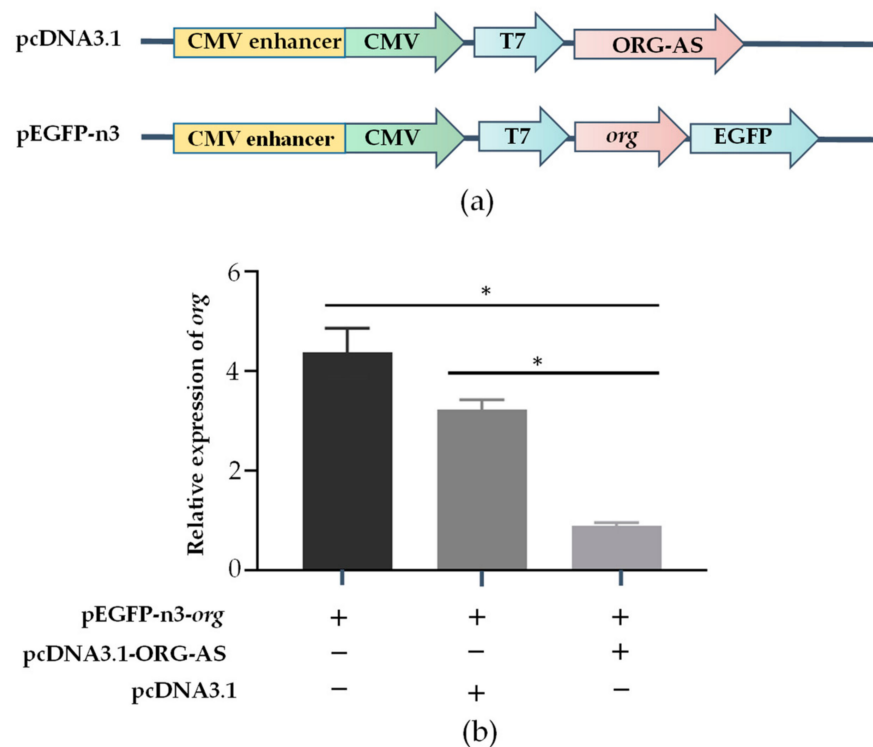 pcDNA3.1 CMV enhancer CMV T7 ORG-AS
pEGFP-n3 CMV enhancer CMV T7 org EGFP
(a)
Relative expression of org
6
4
2
0
*
*
pEGFP-n3-org + + +
pcDNA3.1-ORG-AS − − +
pcDNA3.1 − + −
(b)